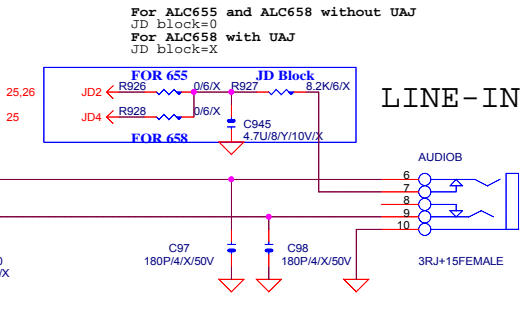 For ALC655 and ALC658 without UAJ
JD block=0
For ALC658 with UAJ
JD block=X
FOR 655
JD Block
25,26
JD2
R926
0/6/X
R927
8.2K/6/X
LINE-IN
25
JD4
R928
0/6/X
C945
4.7U/8/Y/10V/X
FOR 658
AUDIOB
6
7
8
9
10
C97
180P/4/X/50V
C98
180P/4/X/50V
3RJ+15FEMALE
0
/X